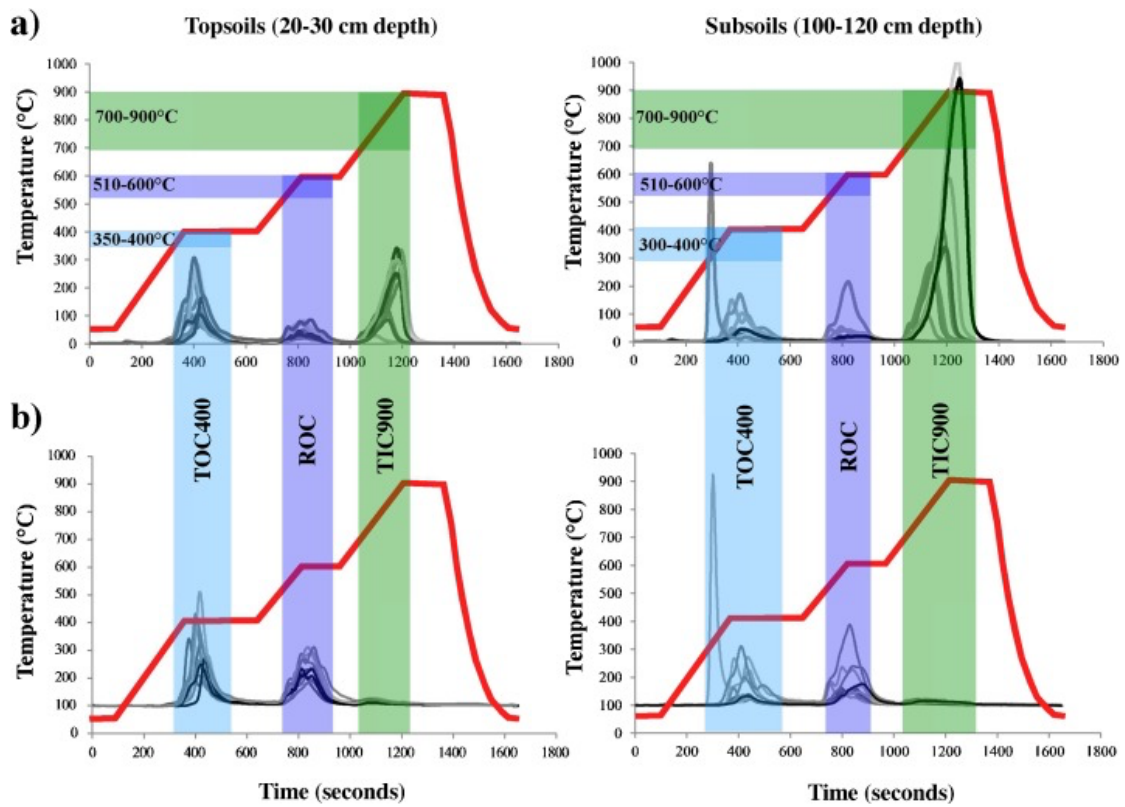 a)
Topsoils (20-30 cm depth)
Subsoils (100-120 cm depth)
Temperature (°C)
1000
900
800
700
600
500
400
300
200
100
0
700-900°C
510-600°C
350-400°C
0 200 400 600 800 1000 1200 1400 1600 1800
Temperature (°C)
1000
900
800
700
600
500
400
300
200
100
0
700-900°C
510-600°C
300-400°C
0 200 400 600 800 1000 1200 1400 1600 1800
TOC400
ROC
TIC900
TOC400
ROC
TIC900
b)
Temperature (°C)
1000
900
800
700
600
500
400
300
200
100
0
0 200 400 600 800 1000 1200 1400 1600 1800
Time (seconds)
Temperature (°C)
1000
900
800
700
600
500
400
300
200
100
0
0 200 400 600 800 1000 1200 1400 1600 1800
Time (seconds)